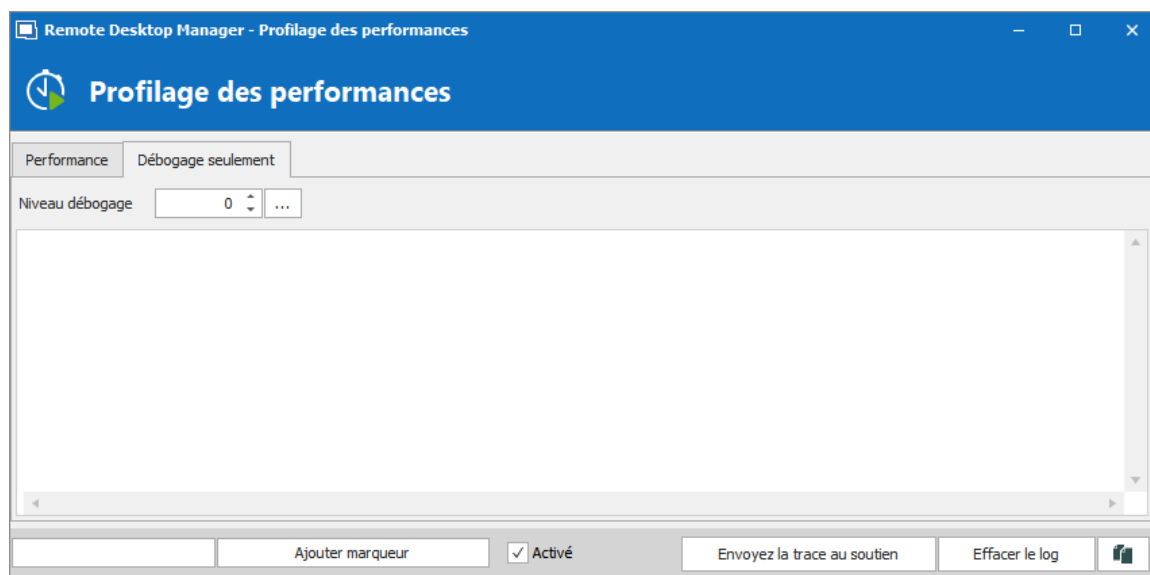 Remote Desktop Manager - Profilage des performances
Profilage des performances
Performance Débogage seulement
Niveau débogage 0 ...
Ajouter marqueur Activé Envoyez la trace au soutien Effacer le log